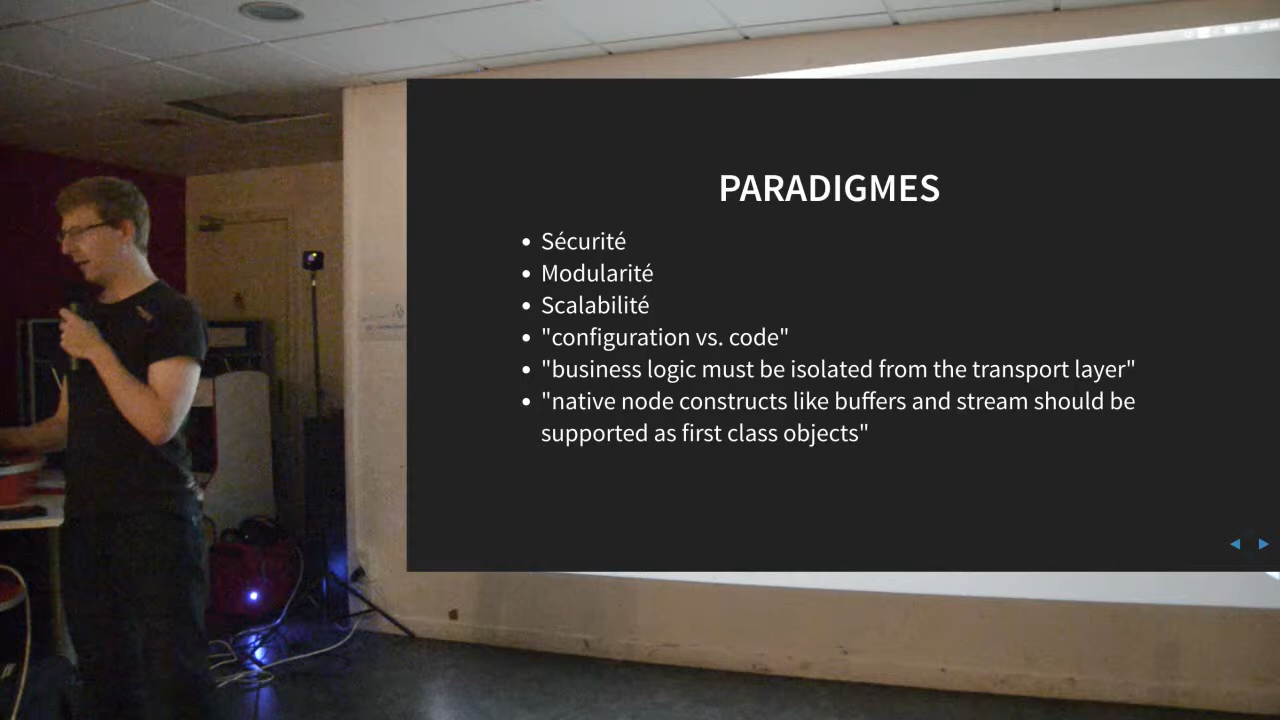 PARADIGMES
• Sécurité
• Modularité
• Scalabilité
• "configuration vs. code"
• "business logic must be isolated from the transport layer"
• "native node constructs like buffers and stream should be
supported as first class objects"